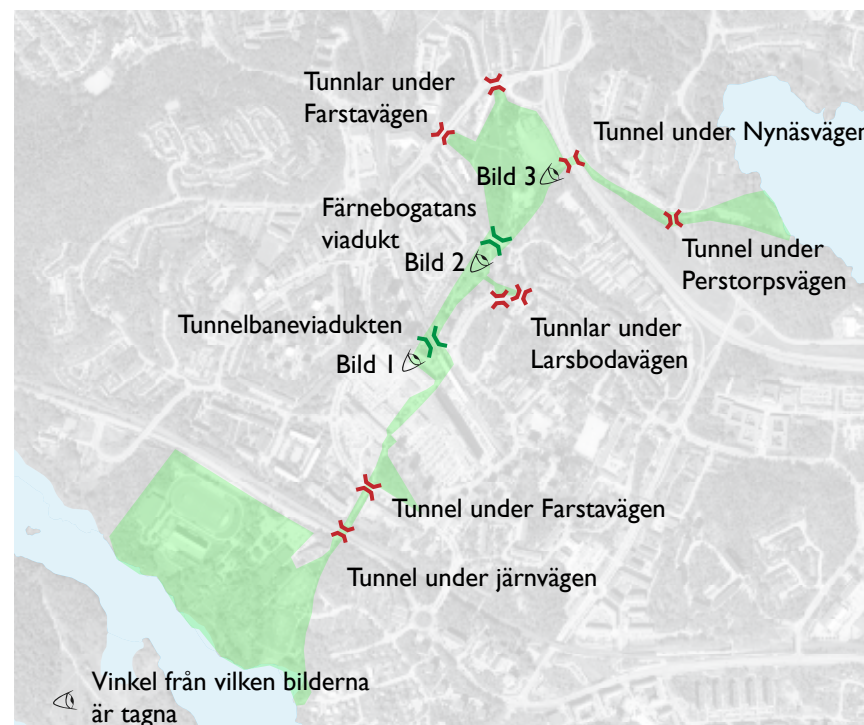 Tunnlar under
Farstavägen
Tunnel under Nynäsvägen
Bild 3
Färnebogatans
viadukt
Bild 2
Tunnel under
Perstorpsvägen
Tunnelbaneviadukten
Bild 1
Tunnlar under
Larsbodavägen
Tunnel under Farstavägen
Tunnel under järnvägen
Vinkel från vilken bilderna
är tagna